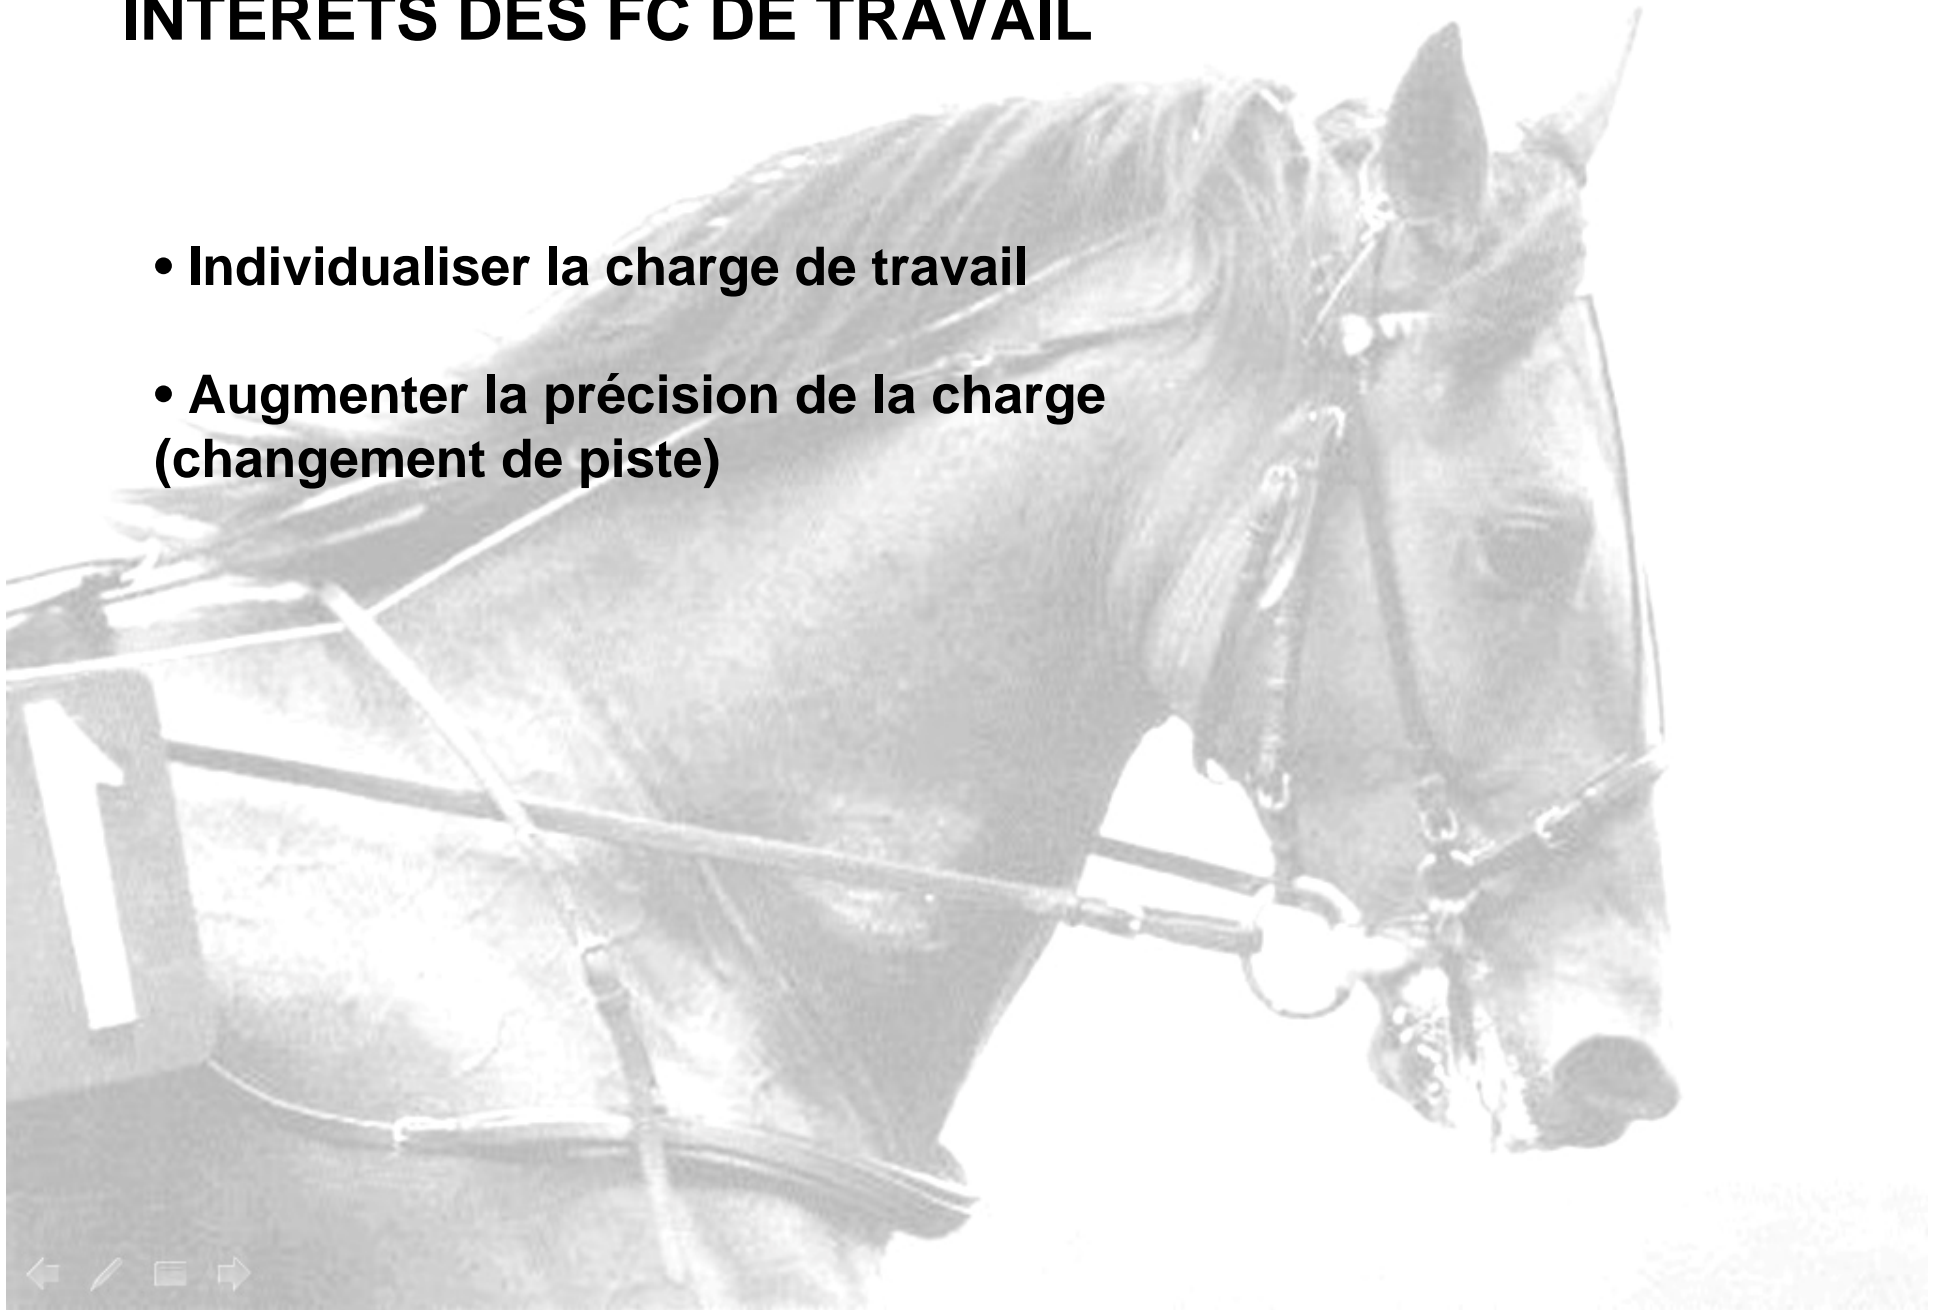 INTERETS DES FC DE TRAVAIL
• Individualiser la charge de travail
• Augmenter la précision de la charge
(changement de piste)
1